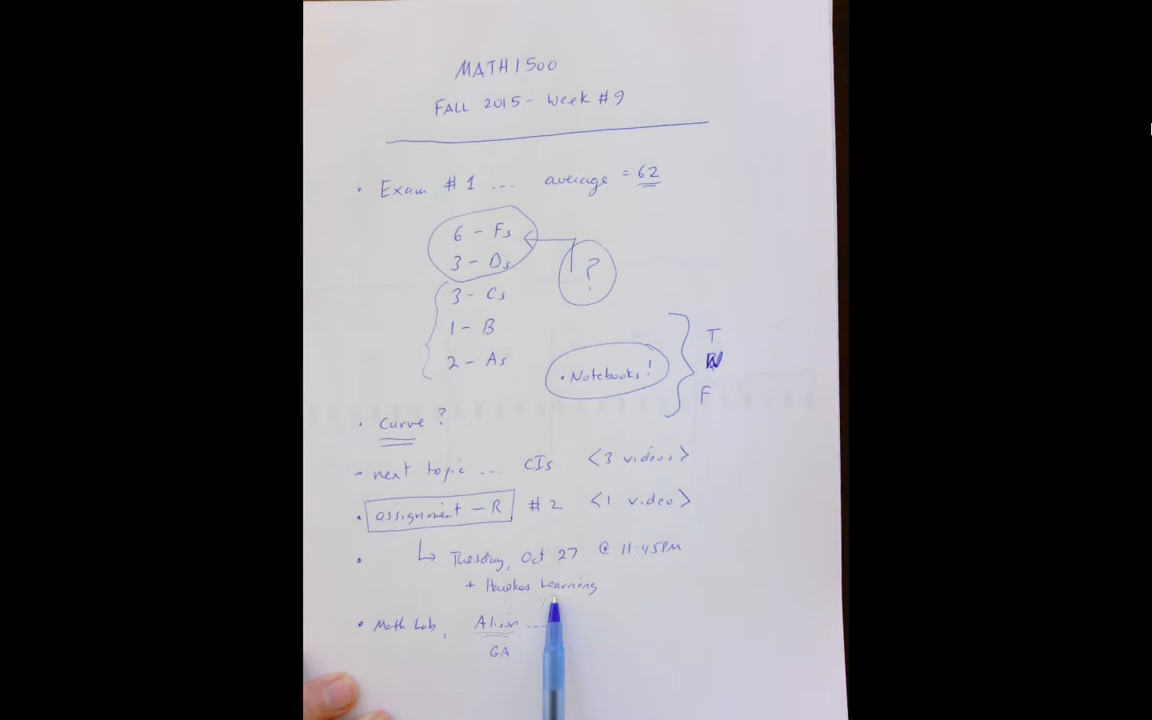 MATH1500
FALL 2015 - Week #9
• Exam #1 ... average = 62
6 - Fs
3 - Ds
?
3 - Cs
1 - B
2 - As
• Notebooks!
T
W
F
• Curve?
- next topic ... CIs <3 videos>
• assignment - R #2 <1 video>
• Tuesday, Oct 27 @ 11:45PM
+ Hawkes Learning
• Math Lab, Alison ...
GA